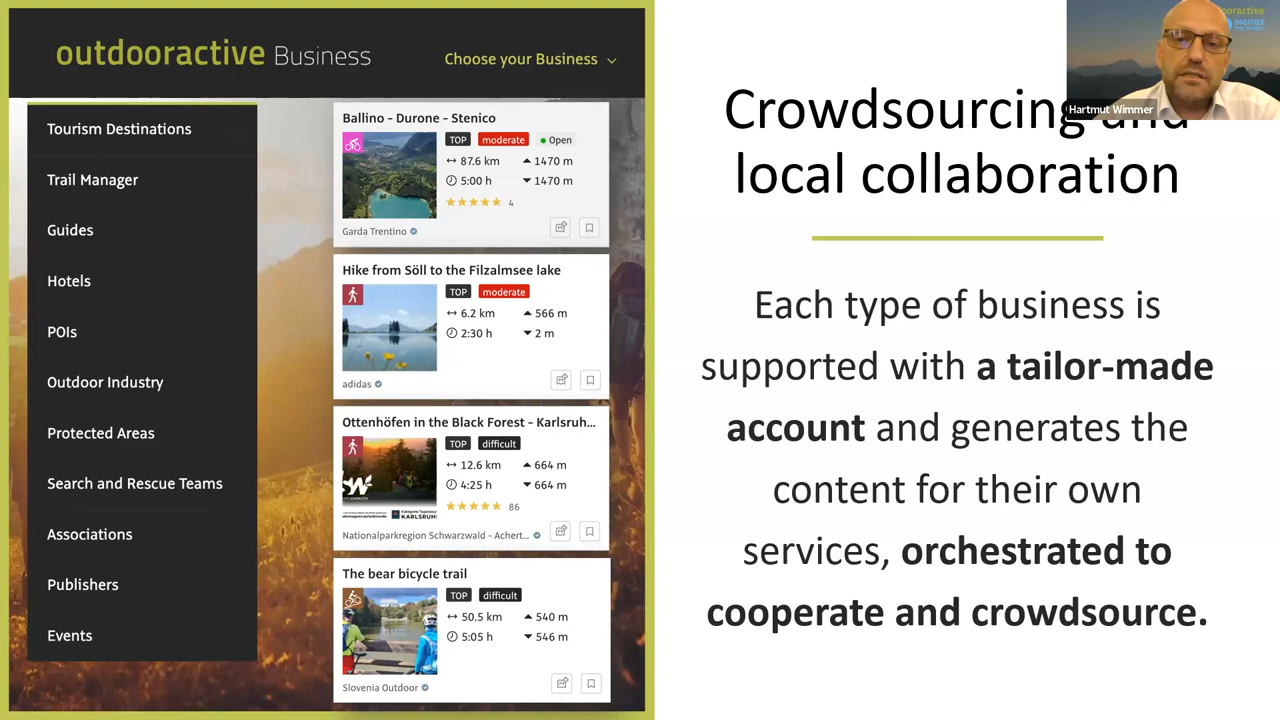 outdooractive Business
Choose your Business
Tourism Destinations
Trail Manager
Guides
Hotels
POIs
Outdoor Industry
Protected Areas
Search and Rescue Teams
Associations
Publishers
Events
Ballino - Durone - Stenico
TOP moderate Open
87.6 km 1470 m
5:00 h 1470 m
4
Garda Trentino
Hike from Söll to the Filzalmsee lake
TOP moderate
6.2 km 566 m
2:30 h 2 m
adidas
Ottenhöfen in the Black Forest - Karlsruh...
TOP difficult
12.6 km 664 m
4:25 h 664 m
86
KARLSRUHE
Nationalparkregion Schwarzwald - Achert...
The bear bicycle trail
TOP difficult
50.5 km 540 m
5:05 h 546 m
Slovenia Outdoor
Crowdsourcing and
local collaboration
Each type of business is
supported with a tailor-made
account and generates the
content for their own
services, orchestrated to
cooperate and crowdsource.
ooractive
DIGITIZE
THE PLANET
Hartmut Wimmer